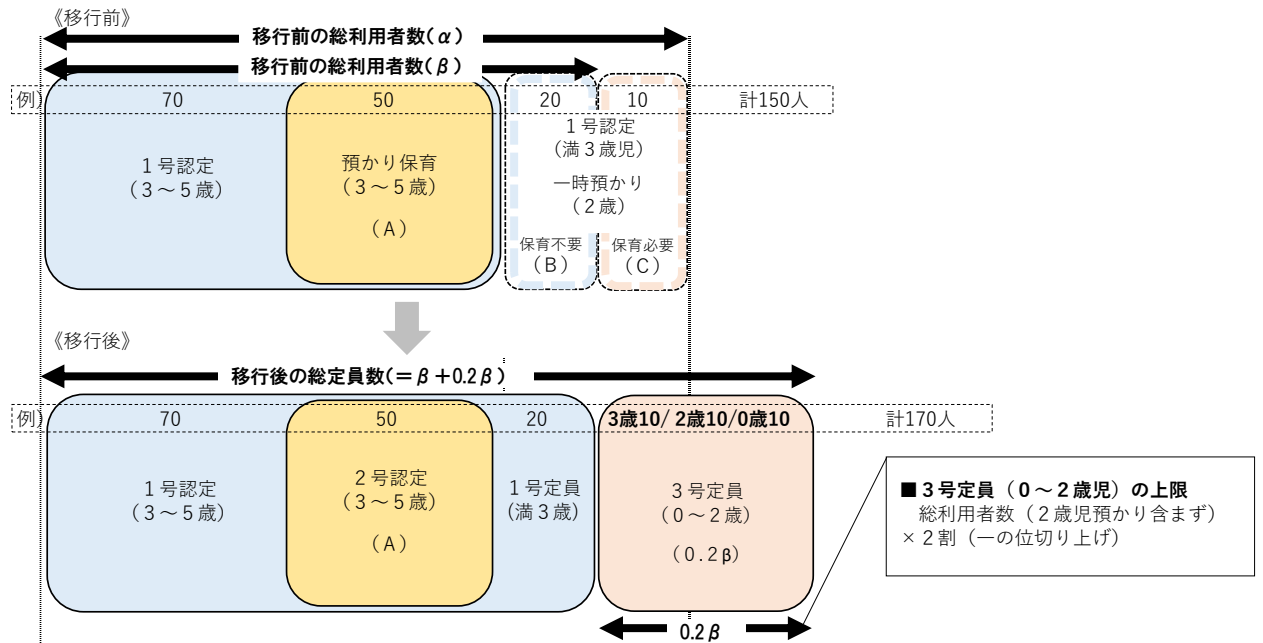 《移行前》
移行前の総利用者数(α)
移行前の総利用者数(β)
例) 70 50 20 10 計150人
1号認定
(3～5歳)
預かり保育
(3～5歳)
(A)
1号認定
(満3歳児)
一時預かり
(2歳)
保育不要
(B)
保育必要
(C)
《移行後》
移行後の総定員数(=β+0.2β)
例) 70 50 20 3歳10/ 2歳10/0歳10 計170人
1号認定
(3～5歳)
2号認定
(3～5歳)
(A)
1号定員
(満3歳)
3号定員
(0～2歳)
(0.2β)
0.2β
■3号定員（0～2歳児）の上限
総利用者数（2歳児預かり含まず）
×2割（一の位切り上げ）